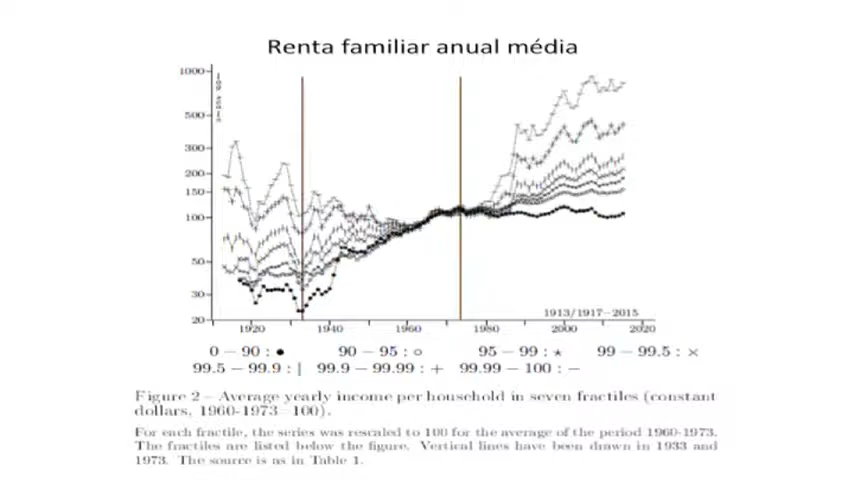 Renta familiar anual média
1000
500
300
200
150
100
50
30
20
1913/1917−2015
1920 1940 1960 1980 2000 2020
0 − 90 : ● 90 − 95 : ○ 95 − 99 : ⋆ 99 − 99.5 : ×
99.5 − 99.9 : | 99.9 − 99.99 : + 99.99 − 100 : −
Figure 2 – Average yearly income per household in seven fractiles (constant
dollars, 1960-1973=100).
For each fractile, the series was rescaled to 100 for the average of the period 1960-1973.
The fractiles are listed below the figure. Vertical lines have been drawn in 1933 and
1973. The source is as in Table 1.